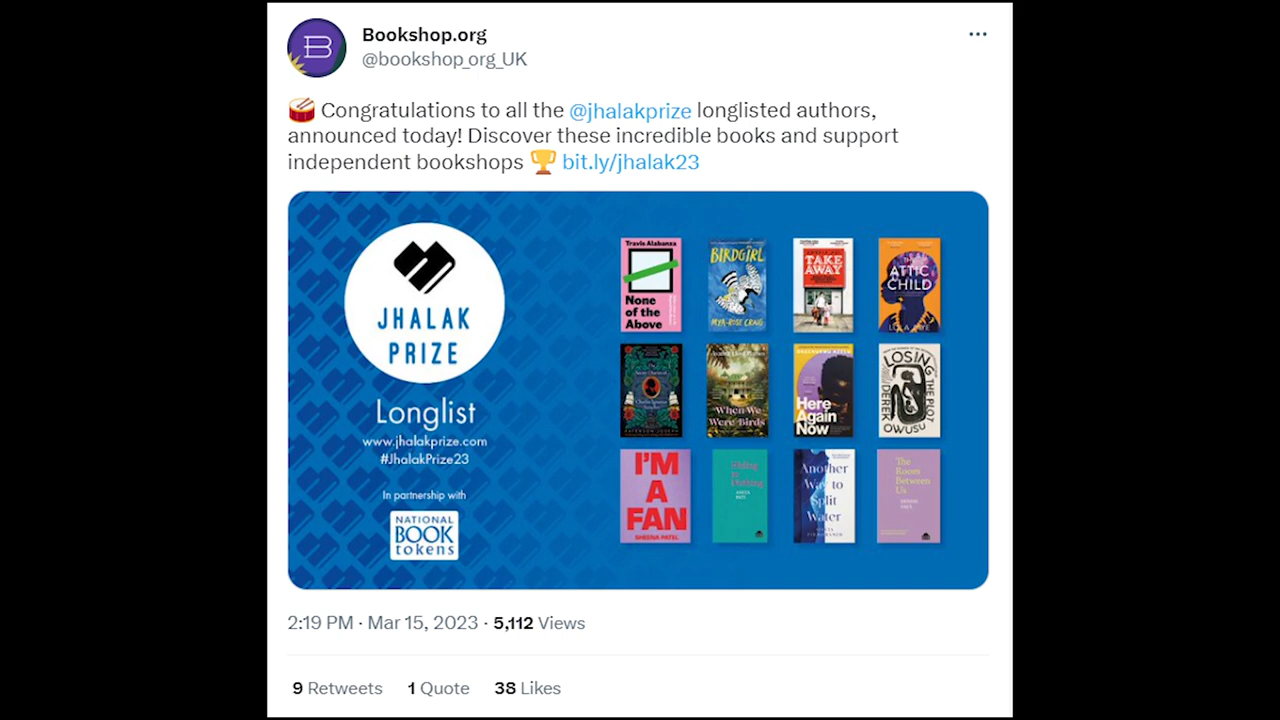 Bookshop.org
@bookshop_org_UK
🥁 Congratulations to all the @jhalakprize longlisted authors,
announced today! Discover these incredible books and support
independent bookshops 🏆 bit.ly/jhalak23
JHALAK
PRIZE
Longlist
www.jhalakprize.com
#JhalakPrize23
In partnership with
NATIONAL
BOOK
tokens
Travis Alabanza
None
of the
Above
BIRDGIRL
MYA-ROSE CRAIG
TAKE
AWAY
THE
ATTIC
CHILD
LOLA JAYE
When We
Were Birds
Here
Again
Now
LOSING
THE PLOT
DEREK
OWUSU
I'M
A
FAN
SHEENA PATEL
Another
Way to
Split
Water
The
Room
Between
Us
2:19 PM · Mar 15, 2023 · 5,112 Views
9 Retweets 1 Quote 38 Likes